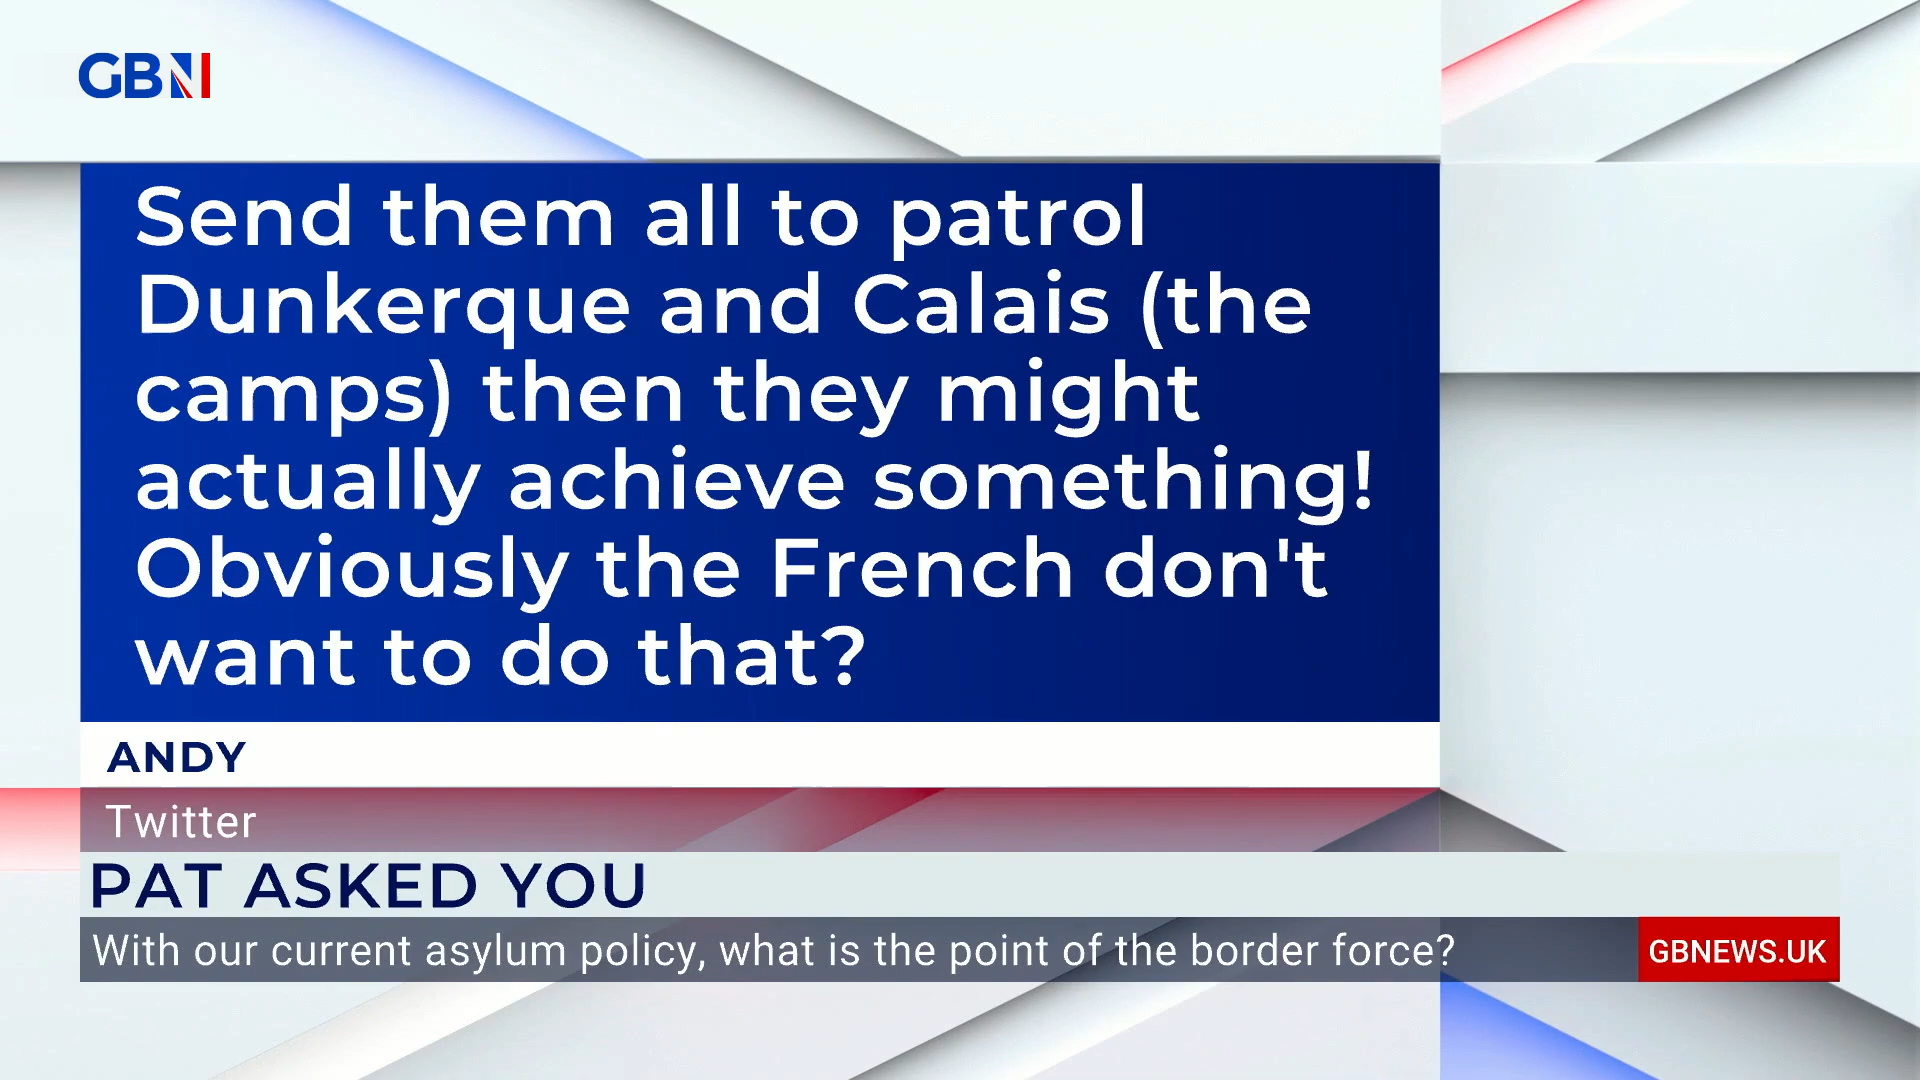 GBN
Send them all to patrol
Dunkerque and Calais (the
camps) then they might
actually achieve something!
Obviously the French don't
want to do that?
ANDY
Twitter
PAT ASKED YOU
With our current asylum policy, what is the point of the border force?
GBNEWS.UK